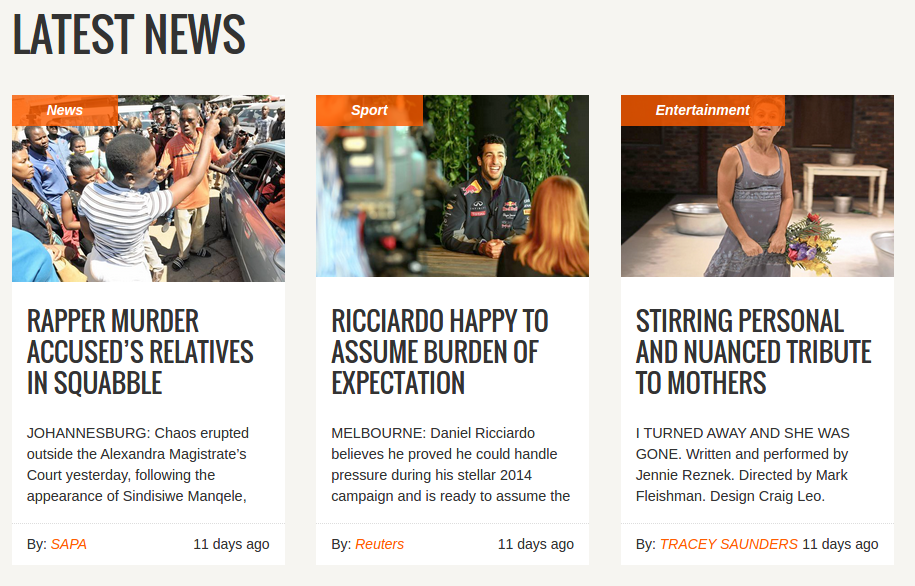 LATEST NEWS
News
RAPPER MURDER
ACCUSED’S RELATIVES
IN SQUABBLE
JOHANNESBURG: Chaos erupted
outside the Alexandra Magistrate’s
Court yesterday, following the
appearance of Sindisiwe Manqele,
By: SAPA 11 days ago
Sport
RICCIARDO HAPPY TO
ASSUME BURDEN OF
EXPECTATION
MELBOURNE: Daniel Ricciardo
believes he proved he could handle
pressure during his stellar 2014
campaign and is ready to assume the
By: Reuters 11 days ago
Entertainment
STIRRING PERSONAL
AND NUANCED TRIBUTE
TO MOTHERS
I TURNED AWAY AND SHE WAS
GONE. Written and performed by
Jennie Reznek. Directed by Mark
Fleishman. Design Craig Leo.
By: TRACEY SAUNDERS 11 days ago